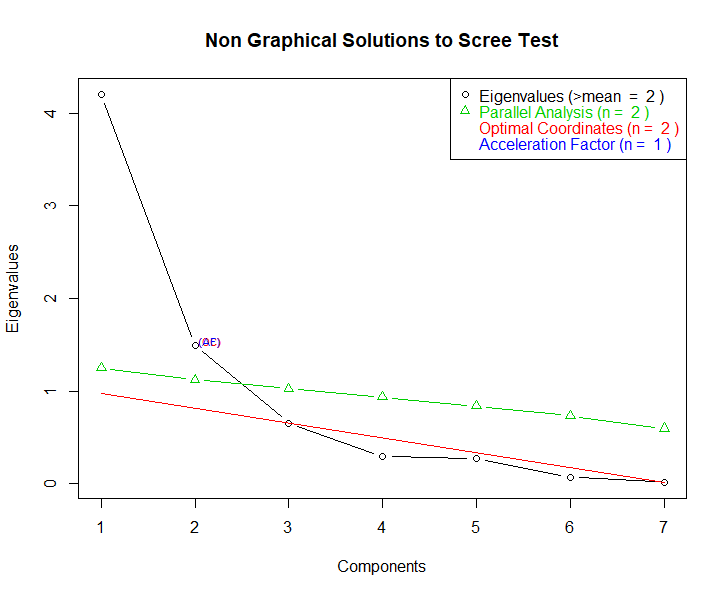 Non Graphical Solutions to Scree Test
Eigenvalues (>mean = 2 )
Parallel Analysis (n = 2 )
Optimal Coordinates (n = 2 )
Acceleration Factor (n = 1 )
Eigenvalues
4
3
2
1
0
1 2 3 4 5 6 7
Components